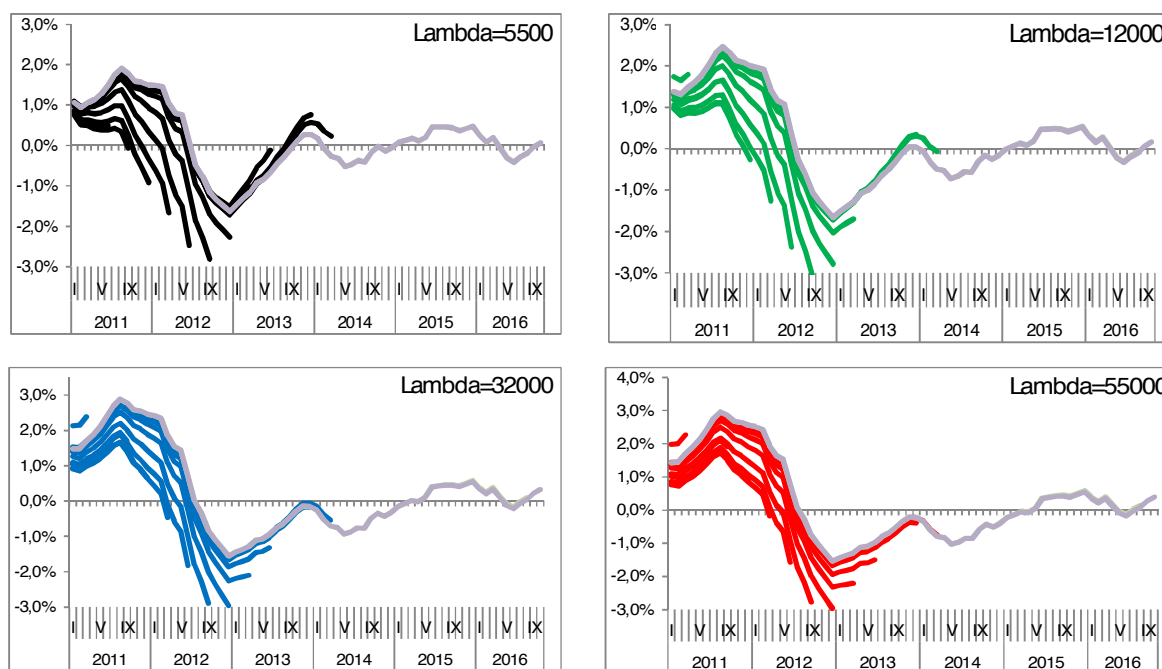 Lambda=5500
3,0%
2,0%
1,0%
0,0%
-1,0%
-2,0%
-3,0%
I V IX I V IX I V IX I V IX I V IX I V IX
2011 2012 2013 2014 2015 2016
Lambda=12000
3,0%
2,0%
1,0%
0,0%
-1,0%
-2,0%
-3,0%
I V IX I V IX I V IX I V IX I V IX I V IX
2011 2012 2013 2014 2015 2016
Lambda=32000
3,0%
2,0%
1,0%
0,0%
-1,0%
-2,0%
-3,0%
I V IX I V IX I V IX I V IX I V IX I V IX
2011 2012 2013 2014 2015 2016
Lambda=55000
4,0%
3,0%
2,0%
1,0%
0,0%
-1,0%
-2,0%
-3,0%
I V IX I V IX I V IX I V IX I V IX I V IX
2011 2012 2013 2014 2015 2016